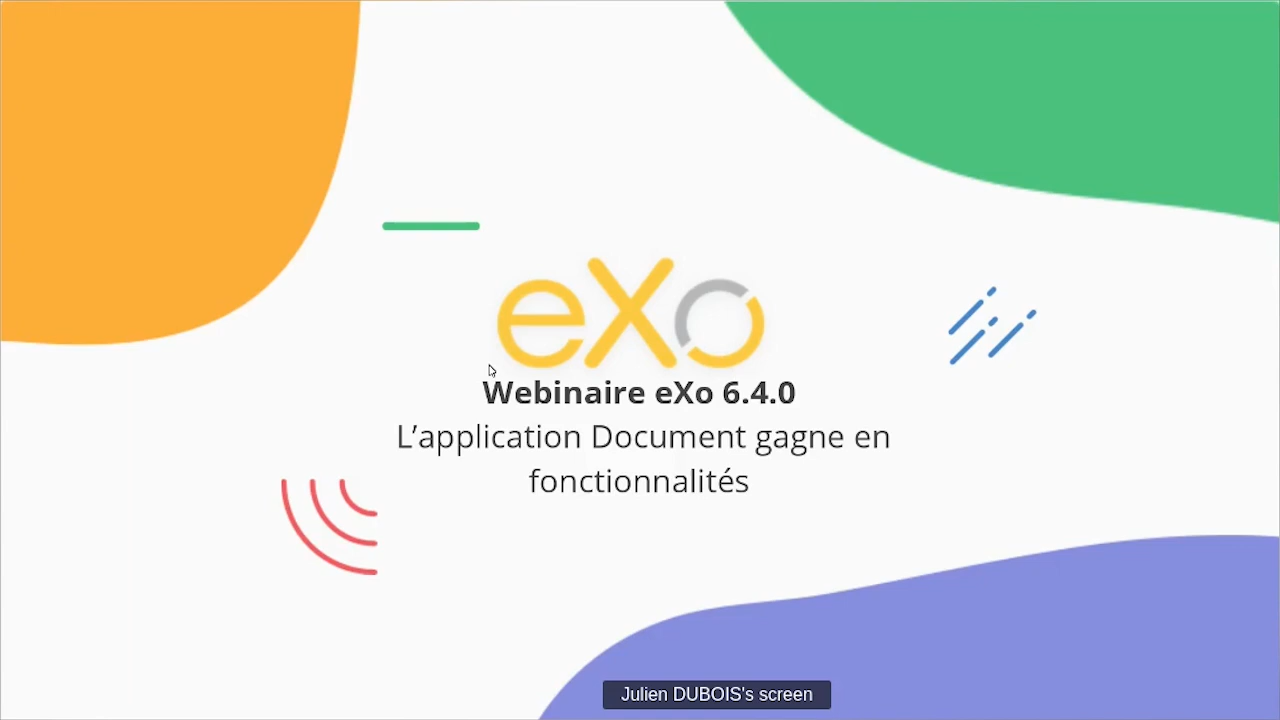 eXo
Webinaire eXo 6.4.0
L’application Document gagne en
fonctionnalités
Julien DUBOIS's screen